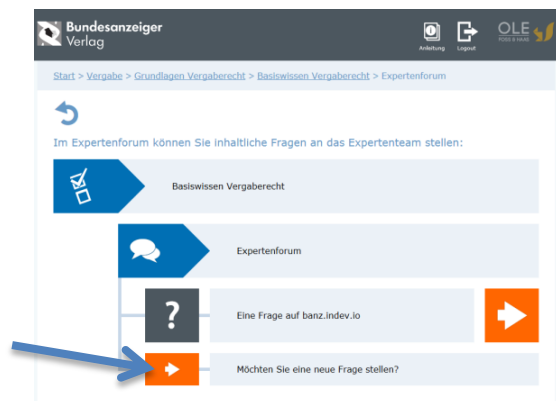 Bundesanzeiger
Verlag
Anleitung
Logout
OLE
Start > Vergabe > Grundlagen Vergaberecht > Basiswissen Vergaberecht > Expertenforum
Im Expertenforum können Sie inhaltliche Fragen an das Expertenteam stellen:
Basiswissen Vergaberecht
Expertenforum
?
Eine Frage auf banz.indev.io
Möchten Sie eine neue Frage stellen?